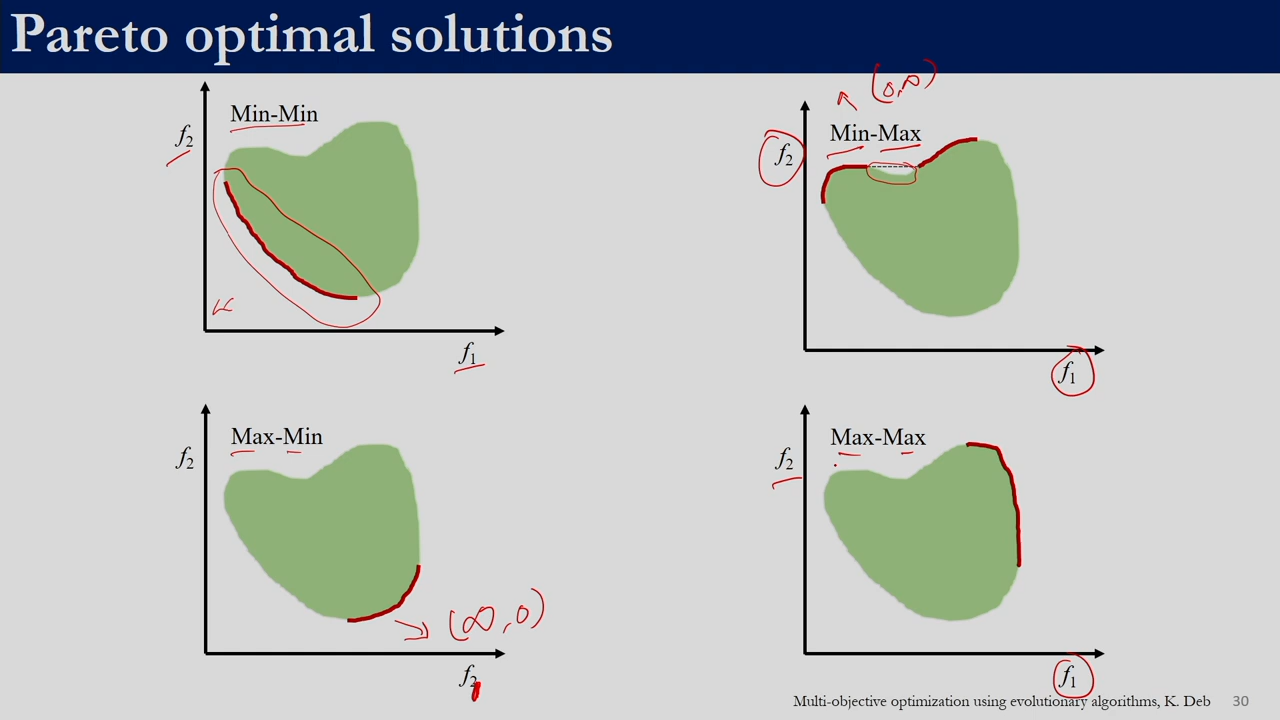 Pareto optimal solutions
Min-Min
f2
f1
(0,∞)
Min-Max
f2
f1
Max-Min
f2
(∞,0)
f2
Max-Max
f2
f1
Multi-objective optimization using evolutionary algorithms, K. Deb 30